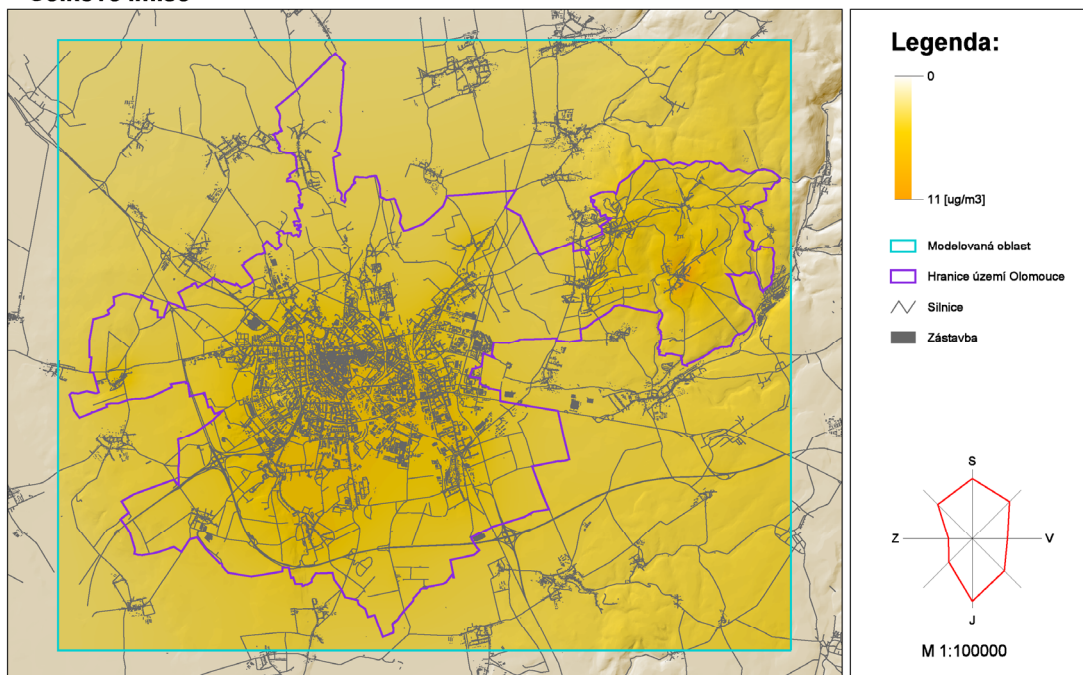 Legenda:
0
11 [ug/m3]
Modelovaná oblast
Hranice území Olomouce
Silnice
Zástavba
S
Z
V
J
M 1:100000